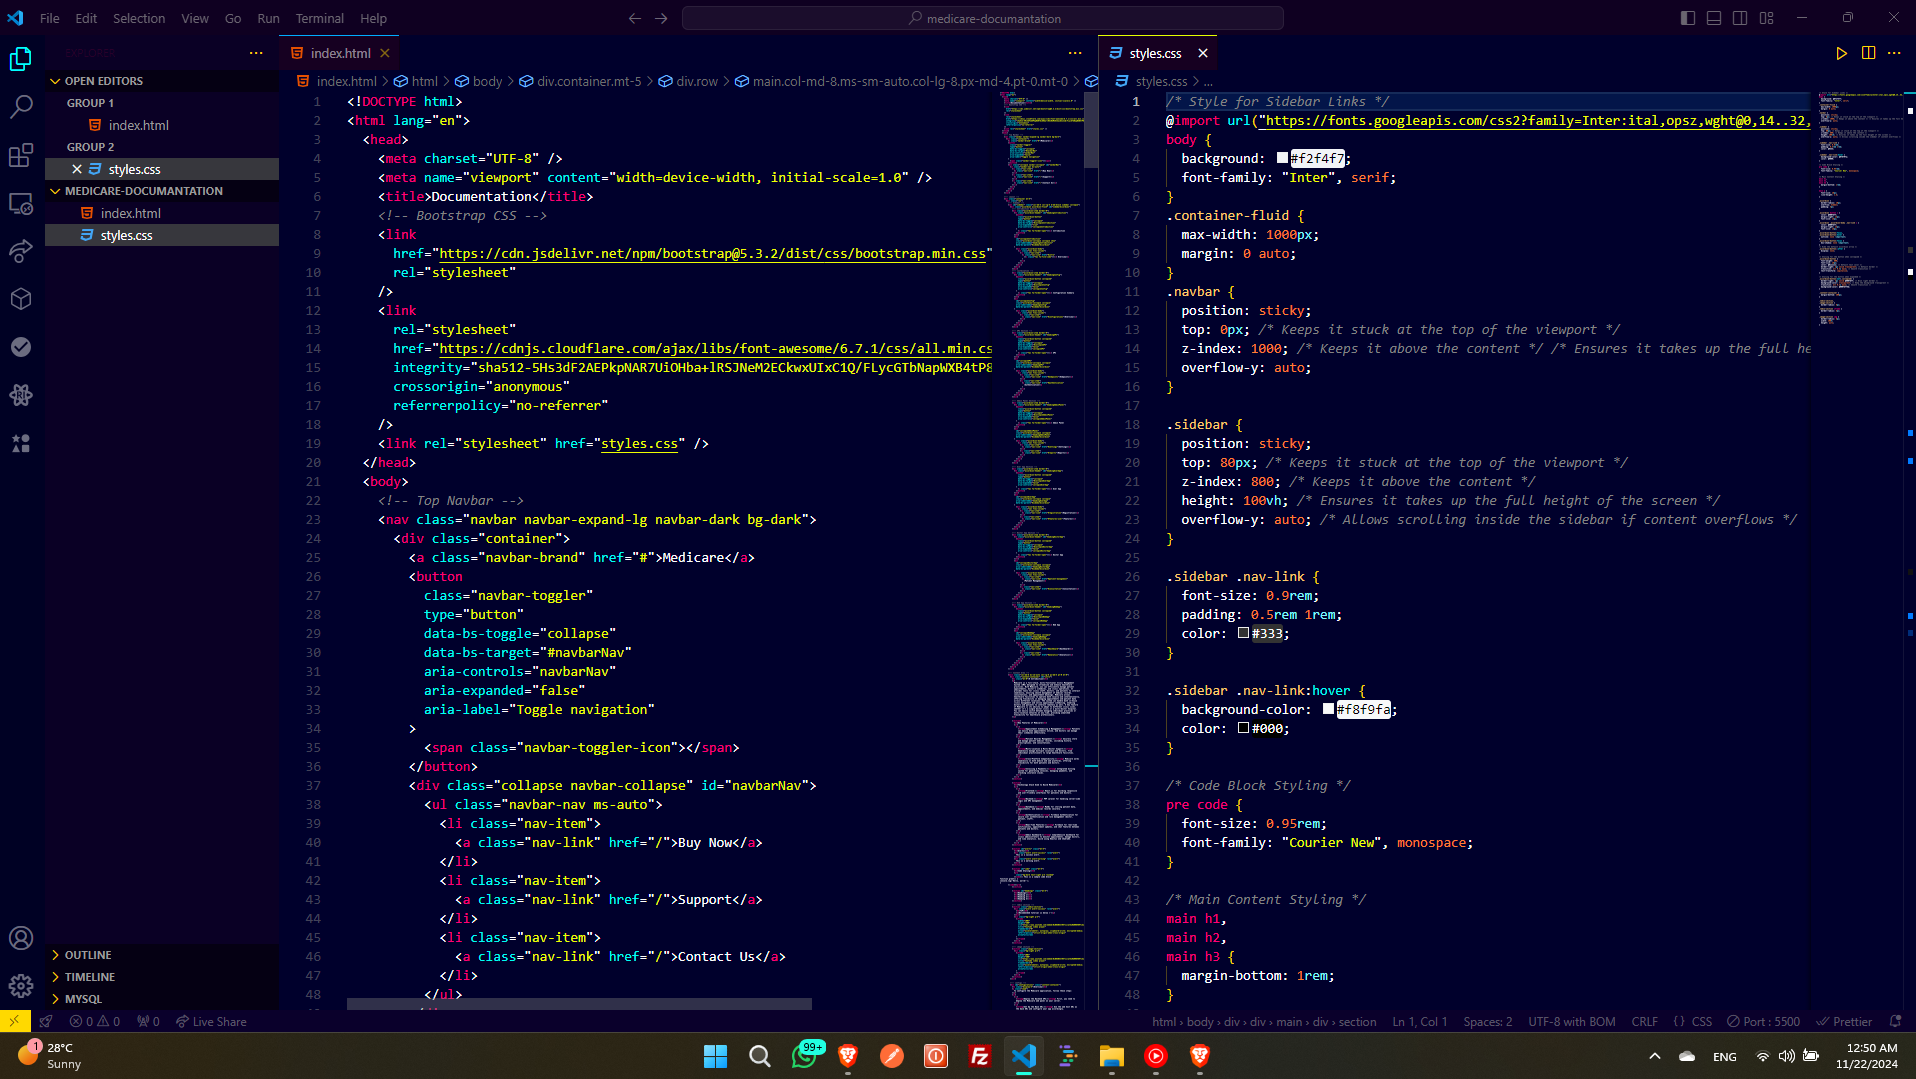 File Edit Selection View Go Run Terminal Help
medicare-documantation
EXPLORER
OPEN EDITORS
GROUP 1
index.html
GROUP 2
styles.css
MEDICARE-DOCUMANTATION
index.html
styles.css
OUTLINE
TIMELINE
MYSQL
index.html
index.html > html > body > div.container.mt-5 > div.row > main.col-md-8.ms-sm-auto.col-lg-8.px-md-4.pt-0.mt-0 >
1 <!DOCTYPE html>
2 <html lang="en">
3 <head>
4 <meta charset="UTF-8" />
5 <meta name="viewport" content="width=device-width, initial-scale=1.0" />
6 <title>Documentation</title>
7 <!-- Bootstrap CSS -->
8 <link
9 href="https://cdn.jsdelivr.net/npm/bootstrap@5.3.2/dist/css/bootstrap.min.css"
10 rel="stylesheet"
11 />
12 <link
13 rel="stylesheet"
14 href="https://cdnjs.cloudflare.com/ajax/libs/font-awesome/6.7.1/css/all.min.cs
15 integrity="sha512-5Hs3dF2AEPkpNAR7UiOHba+lRSJNeM2ECkwxUIxC1Q/FLycGTbNapWXB4tP8
16 crossorigin="anonymous"
17 referrerpolicy="no-referrer"
18 />
19 <link rel="stylesheet" href="styles.css" />
20 </head>
21 <body>
22 <!-- Top Navbar -->
23 <nav class="navbar navbar-expand-lg navbar-dark bg-dark">
24 <div class="container">
25 <a class="navbar-brand" href="#">Medicare</a>
26 <button
27 class="navbar-toggler"
28 type="button"
29 data-bs-toggle="collapse"
30 data-bs-target="#navbarNav"
31 aria-controls="navbarNav"
32 aria-expanded="false"
33 aria-label="Toggle navigation"
34 >
35 <span class="navbar-toggler-icon"></span>
36 </button>
37 <div class="collapse navbar-collapse" id="navbarNav">
38 <ul class="navbar-nav ms-auto">
39 <li class="nav-item">
40 <a class="nav-link" href="/">Buy Now</a>
41 </li>
42 <li class="nav-item">
43 <a class="nav-link" href="/">Support</a>
44 </li>
45 <li class="nav-item">
46 <a class="nav-link" href="/">Contact Us</a>
47 </li>
48 </ul>
styles.css
styles.css > ...
1 /* Style for Sidebar Links */
2 @import url("https://fonts.googleapis.com/css2?family=Inter:ital,opsz,wght@0,14..32,
3 body {
4 background: #f2f4f7;
5 font-family: "Inter", serif;
6 }
7 .container-fluid {
8 max-width: 1000px;
9 margin: 0 auto;
10 }
11 .navbar {
12 position: sticky;
13 top: 0px; /* Keeps it stuck at the top of the viewport */
14 z-index: 1000; /* Keeps it above the content */ /* Ensures it takes up the full he
15 overflow-y: auto;
16 }
17
18 .sidebar {
19 position: sticky;
20 top: 80px; /* Keeps it stuck at the top of the viewport */
21 z-index: 800; /* Keeps it above the content */
22 height: 100vh; /* Ensures it takes up the full height of the screen */
23 overflow-y: auto; /* Allows scrolling inside the sidebar if content overflows */
24 }
25
26 .sidebar .nav-link {
27 font-size: 0.9rem;
28 padding: 0.5rem 1rem;
29 color: #333;
30 }
31
32 .sidebar .nav-link:hover {
33 background-color: #f8f9fa;
34 color: #000;
35 }
36
37 /* Code Block Styling */
38 pre code {
39 font-size: 0.95rem;
40 font-family: "Courier New", monospace;
41 }
42
43 /* Main Content Styling */
44 main h1,
45 main h2,
46 main h3 {
47 margin-bottom: 1rem;
48 }
0 0 0 Live Share
html > body > div > div > main > div > section Ln 1, Col 1 Spaces: 2 UTF-8 with BOM CRLF {} CSS Port : 5500 Prettier
1 28°C
Sunny
99+
ENG
12:50 AM
11/22/2024